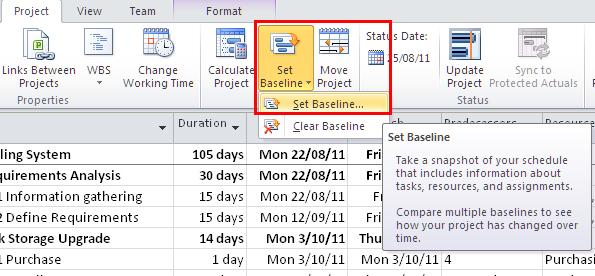 Project View Team Format
Links Between
Projects
WBS
Change
Working Time
Properties
Calculate
Project
Set
Baseline
Move
Project
Status Date:
25/08/11
Update
Project
Sync to
Protected Actuals
Status
Set Baseline...
Clear Baseline
Set Baseline
Take a snapshot of your schedule
that includes information about
tasks, resources, and assignments.
Compare multiple baselines to see
how your project has changed over
time.
Duration
ling System 105 days Mon 22/08/11 Fri
quirements Analysis 30 days Mon 22/08/11 Fri
1 Information gathering 15 days Mon 22/08/11 Fri
2 Define Requirements 15 days Mon 12/09/11 Fri
k Storage Upgrade 14 days Mon 3/10/11 Thu
1 Purchase 1 day Mon 3/10/11 Mon 3/10/11 4 Purchasi